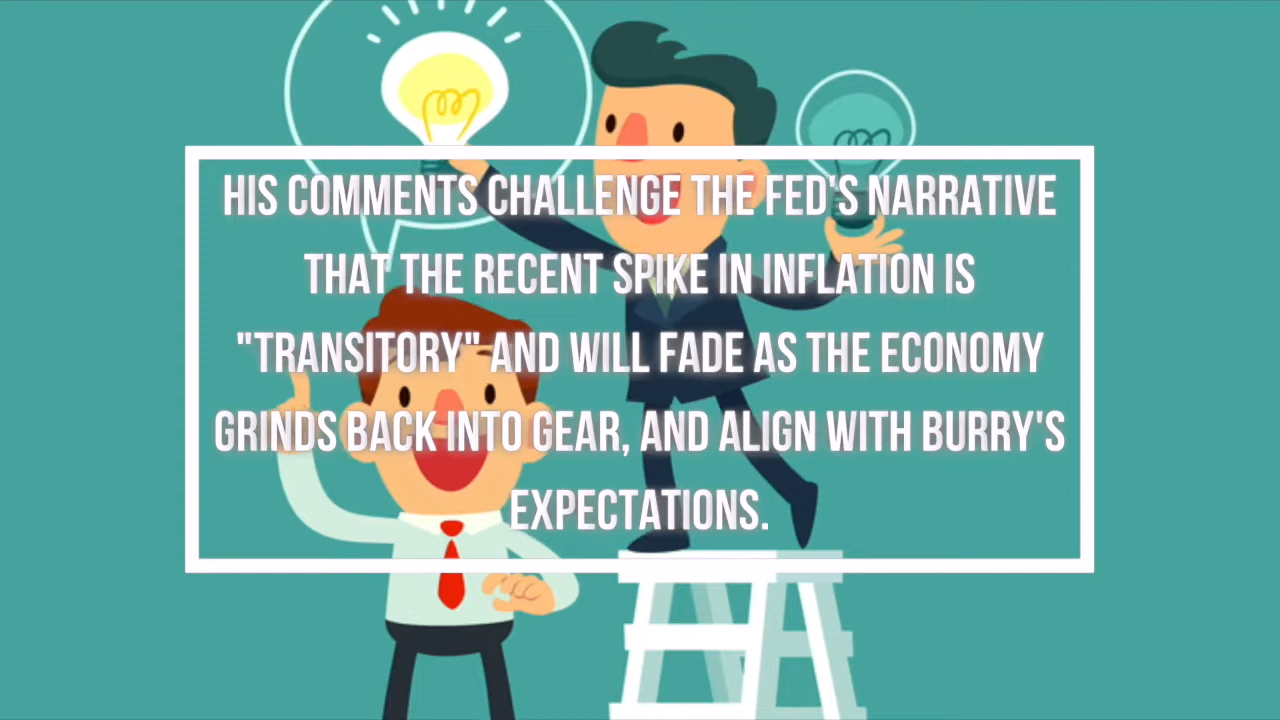 HIS COMMENTS CHALLENGE THE FED'S NARRATIVE
THAT THE RECENT SPIKE IN INFLATION IS
"TRANSITORY" AND WILL FADE AS THE ECONOMY
GRINDS BACK INTO GEAR, AND ALIGN WITH BURRY'S
EXPECTATIONS.